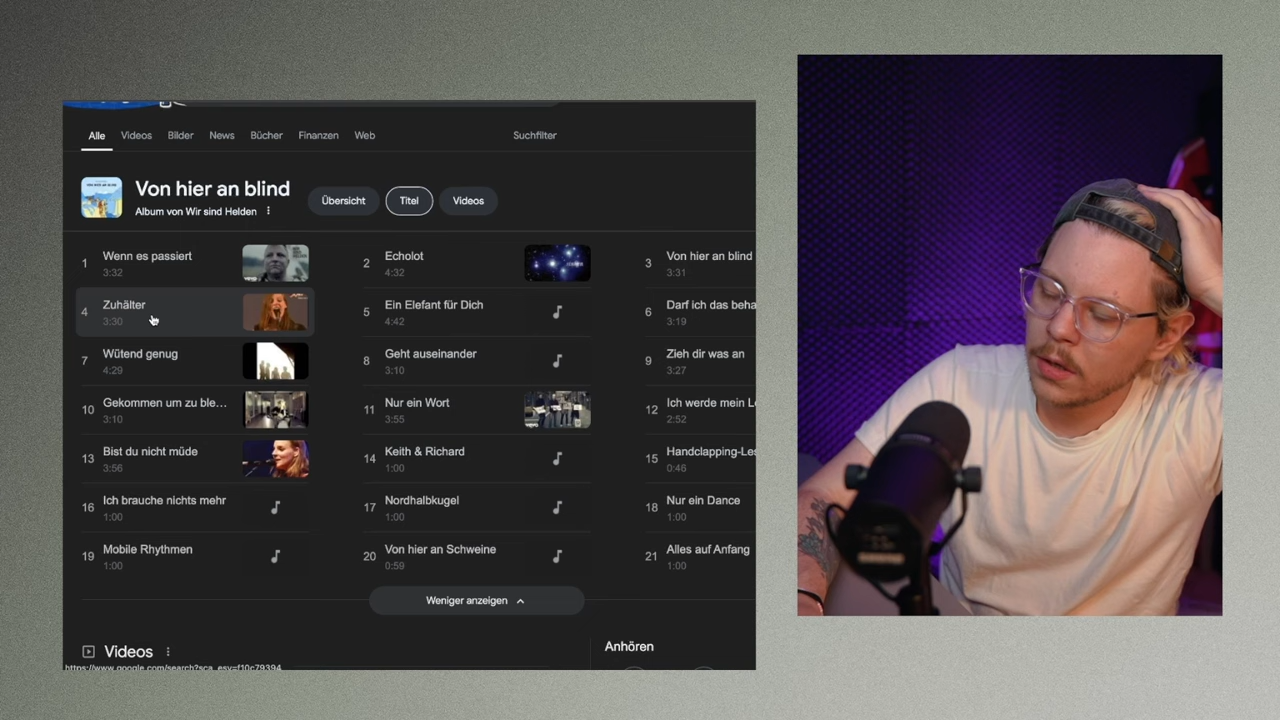 Alle Videos Bilder News Bücher Finanzen Web Suchfilter
Von hier an blind
Album von Wir sind Helden
Übersicht Titel Videos
1 Wenn es passiert
3:32
2 Echolot
4:32
3 Von hier an blind
3:31
4 Zuhälter
3:30
5 Ein Elefant für Dich
4:42
6 Darf ich das beha
3:19
7 Wütend genug
4:29
8 Geht auseinander
3:10
9 Zieh dir was an
3:27
10 Gekommen um zu ble...
3:10
11 Nur ein Wort
3:55
12 Ich werde mein L
2:52
13 Bist du nicht müde
3:56
14 Keith & Richard
1:00
15 Handclapping-Le
0:46
16 Ich brauche nichts mehr
1:00
17 Nordhalbkugel
1:00
18 Nur ein Dance
1:00
19 Mobile Rhythmen
1:00
20 Von hier an Schweine
0:59
21 Alles auf Anfang
1:00
Weniger anzeigen
Videos
Anhören
https://www.google.com/search?sca_esv=f10c79394